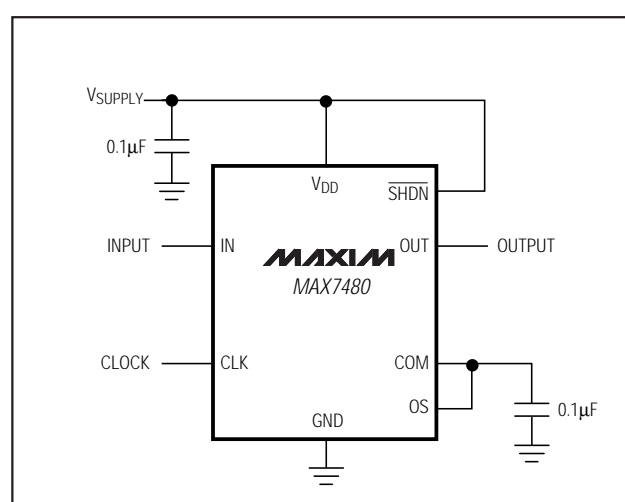 VSUPPLY
0.1μF
VDD
SHDN
INPUT
IN
OUT
OUTPUT
MAXIM
MAX7480
CLOCK
CLK
COM
OS
0.1μF
GND